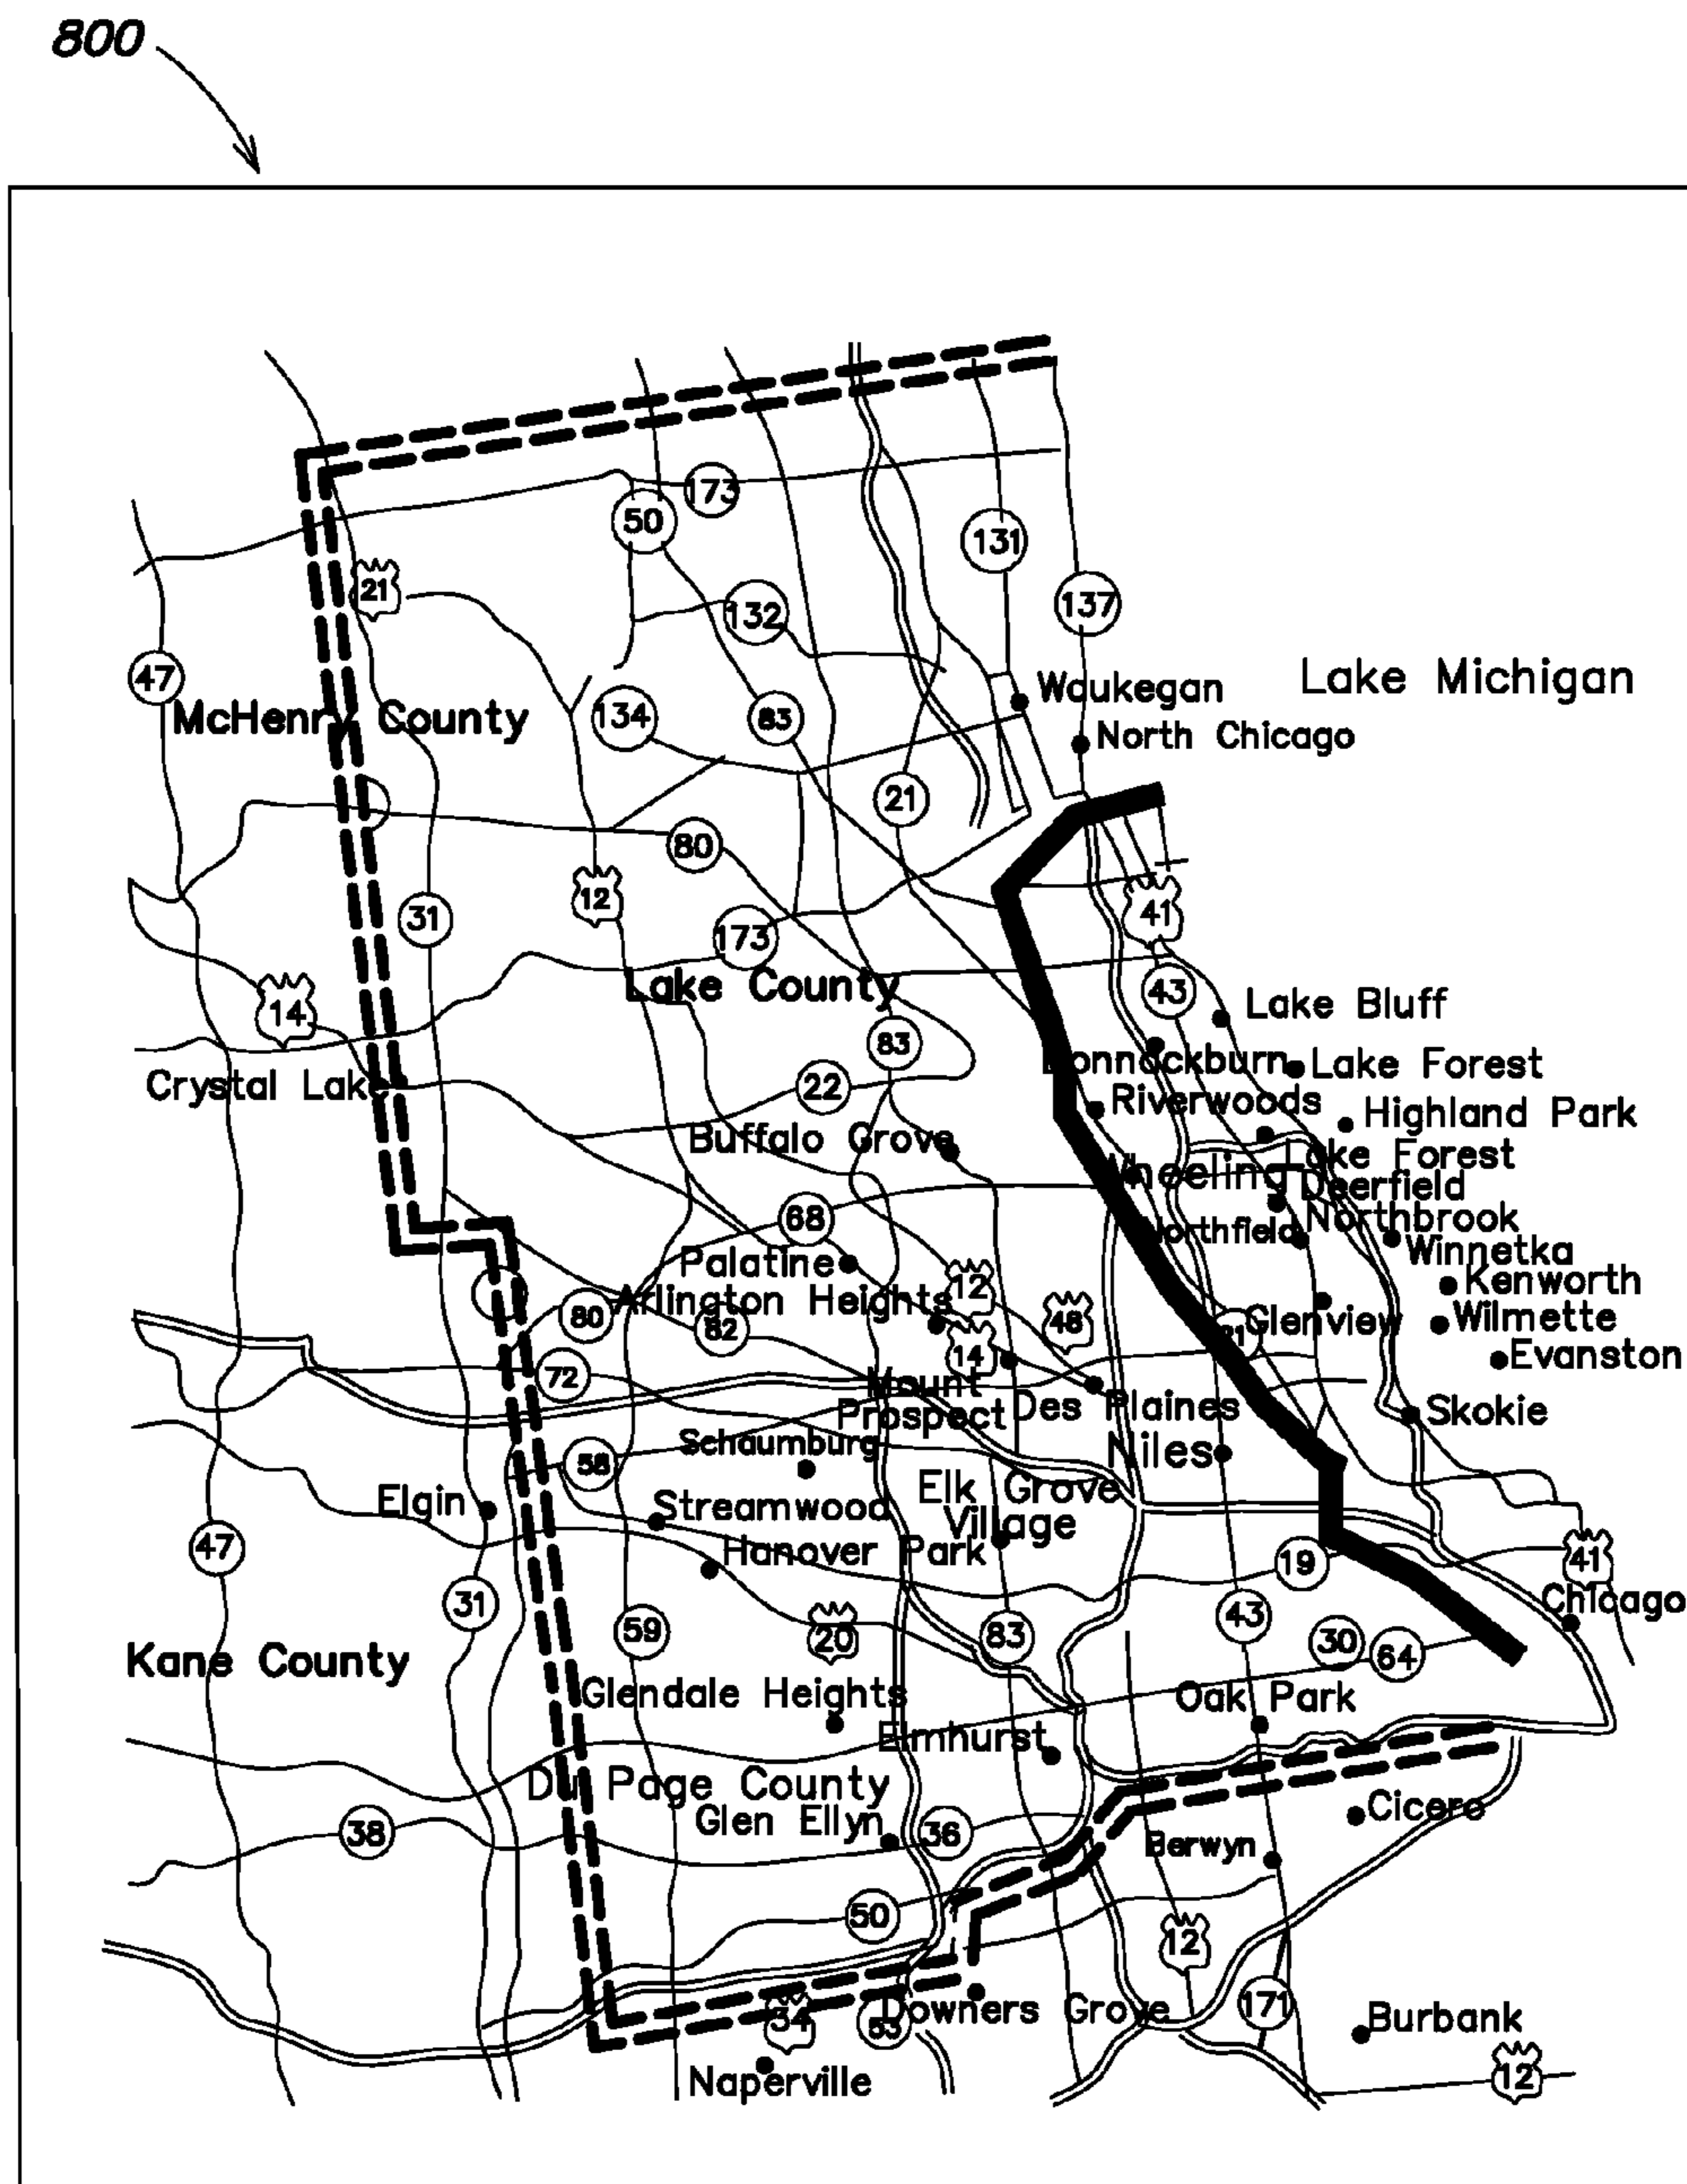 800
173
50
131
21
132
137
47
Lake Michigan
Waukegan
McHenry County
134
83
North Chicago
21
80
12
41
31
173
Lake County
43
14
Lake Bluff
83
Donnockburn
Lake Forest
Crystal Lake
22
Riverwoods
Highland Park
Buffalo Grove
Lake Forest
Wheeling
Deerfield
68
Northfield
Northbrook
Winnetka
Palatine
12
Kenworth
Arlington Heights
80
62
48
Glenview
Wilmette
14
Evanston
72
Mount
Prospect
Des Plaines
Skokie
Schaumburg
Niles
58
Elk Grove
Village
Elgin
Streamwood
Hanover Park
47
19
41
31
Chicago
59
20
83
43
30
64
Kane County
Glendale Heights
Oak Park
Elmhurst
Du Page County
Cicero
Glen Ellyn
38
36
Berwyn
50
12
171
34
53
Downers Grove
Burbank
12
Naperville